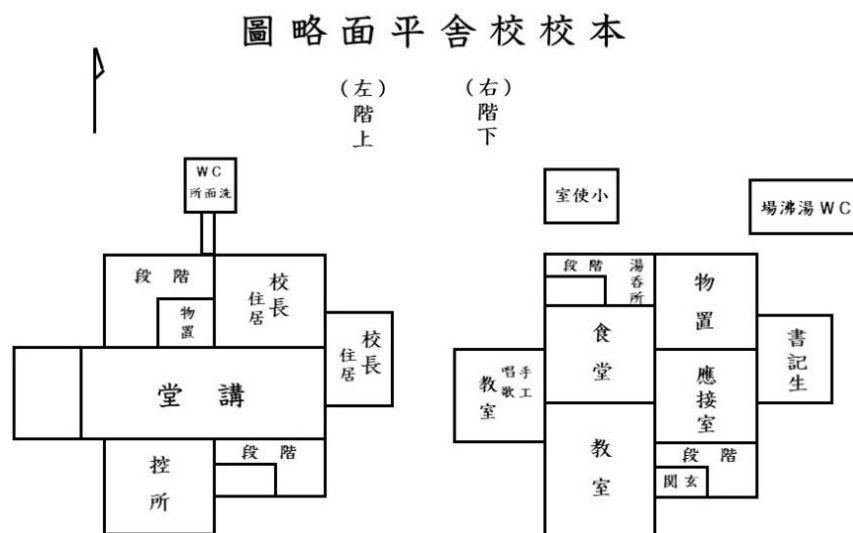 本校校舎平面略圖
(右)階下
(左)階上
WC
洗面所
階段
物置
校長
住居
校長
住居
講堂
控所
階段
小使室
WC湯沸場
階段
湯呑所
物置
食堂
手工
唱歌
教室
應接室
書記生
教室
階段
玄関